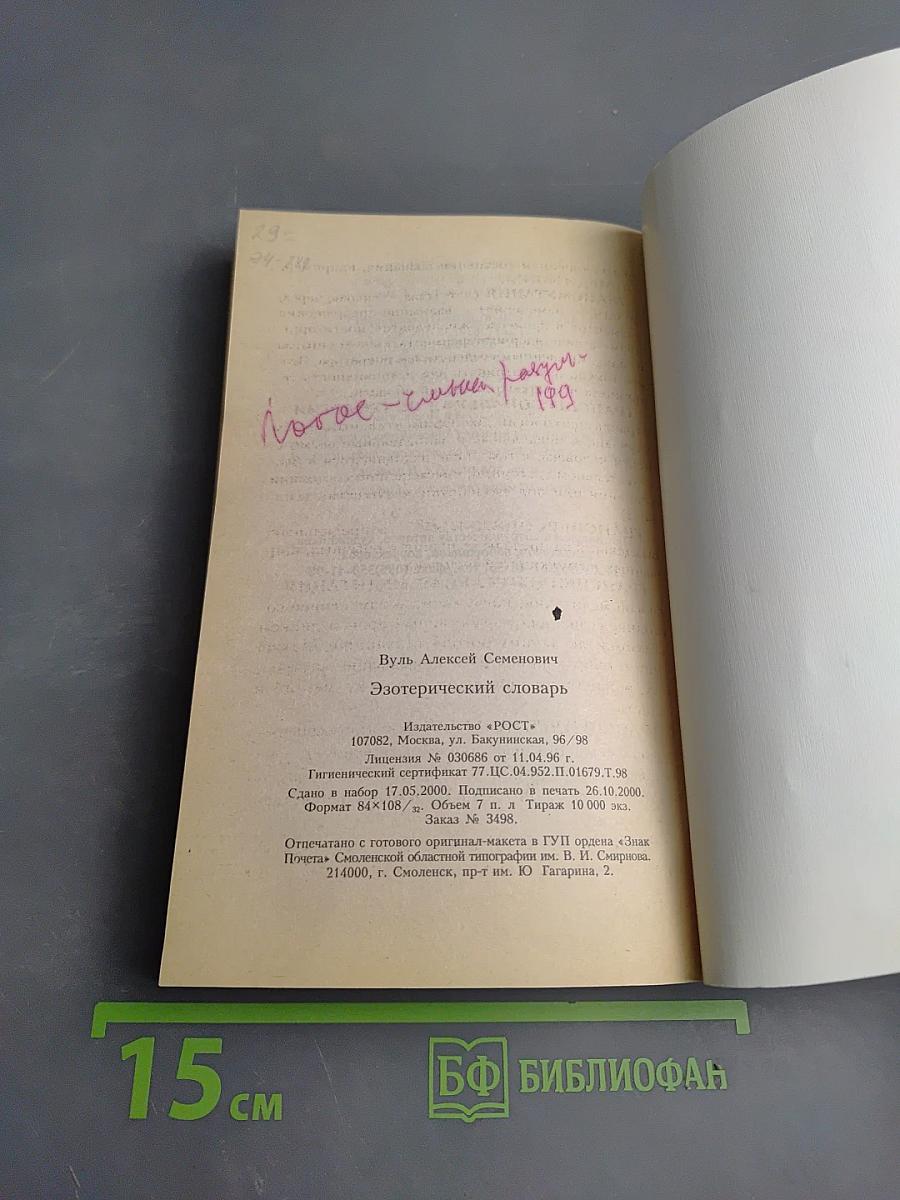 29=
Логос -
199
Вуль Алексей Семенович
Эзотерический словарь
Издательство «РОСТ»
107082, Москва, ул. Бакунинская, 96/98
Лицензия № 030686 от 11.04.96 г.
Гигиенический сертификат 77.ЦС.04.952.П.01679.Т.98
Сдано в набор 17.05.2000. Подписано в печать 26.10.2000.
Формат 84×108/32. Объем 7 п. л Тираж 10 000 экз.
Заказ № 3498.
Отпечатано с готового оригинал-макета в ГУП ордена «Знак
Почета» Смоленской областной типографии им. В. И. Смирнова.
214000, г. Смоленск, пр-т им. Ю Гагарина, 2.
15 см
БФ БИБЛИОФАН